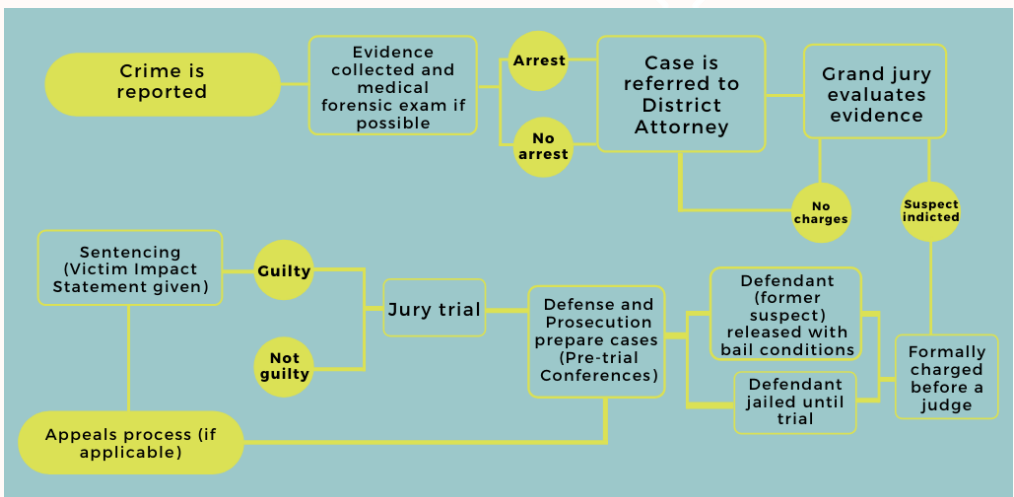 Crime is
reported
Evidence
collected and
medical
forensic exam if
possible
Arrest
No
arrest
Case is
referred to
District
Attorney
Grand jury
evaluates
evidence
No
charges
Suspect
indicted
Sentencing
(Victim Impact
Statement given)
Guilty
Not
guilty
Jury trial
Defense and
Prosecution
prepare cases
(Pre-trial
Conferences)
Defendant
(former
suspect)
released with
bail conditions
Defendant
jailed until
trial
Formally
charged
before a
judge
Appeals process (if
applicable)